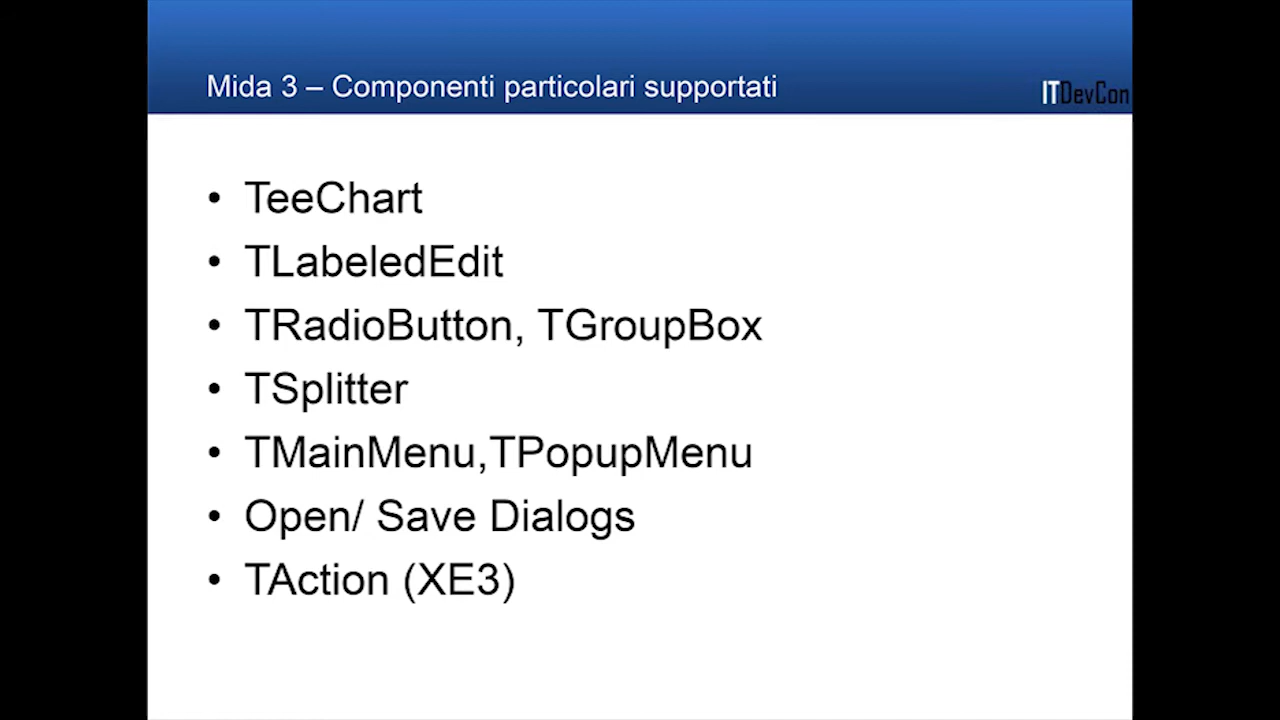 Mida 3 – Componenti particolari supportati
ITDevCon
• TeeChart
• TLabeledEdit
• TRadioButton, TGroupBox
• TSplitter
• TMainMenu,TPopupMenu
• Open/ Save Dialogs
• TAction (XE3)